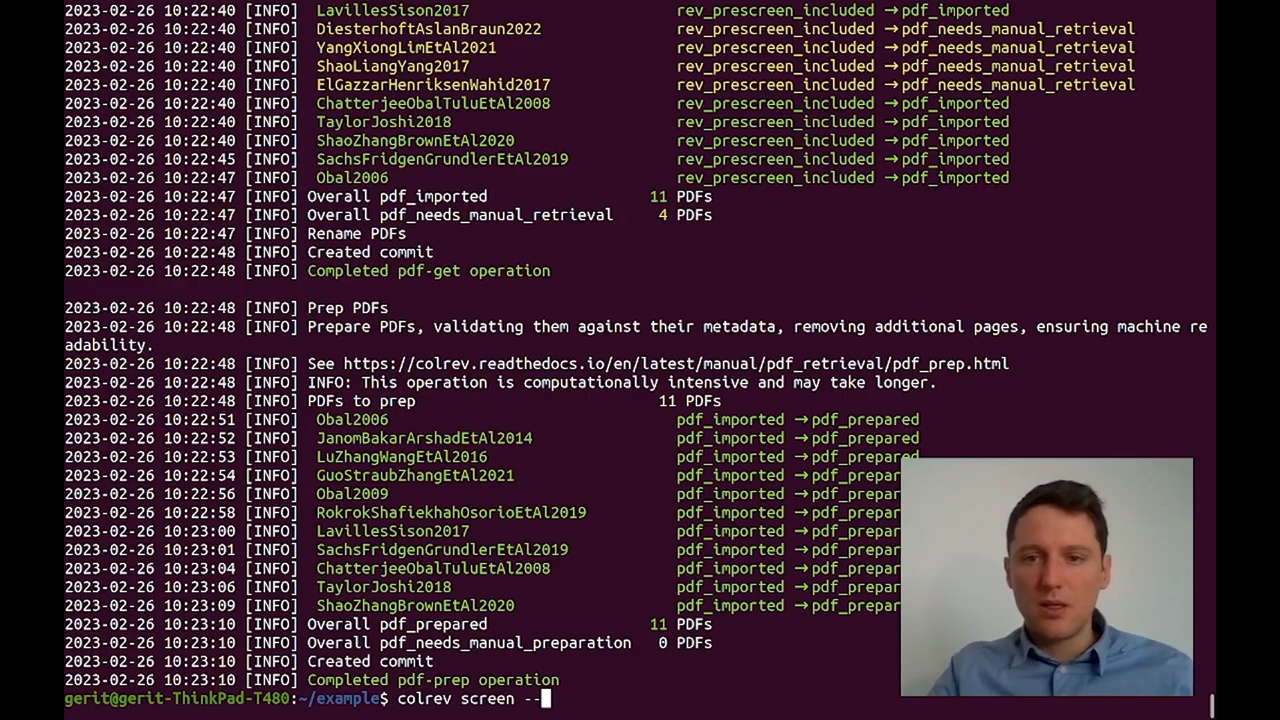 2023-02-26 10:22:40 [INFO] LavillesSison2017 rev_prescreen_included →pdf_imported
2023-02-26 10:22:40 [INFO] DiesterhoftAslanBraun2022 rev_prescreen_included →pdf_needs_manual_retrieval
2023-02-26 10:22:40 [INFO] YangXiongLimEtAl2021 rev_prescreen_included →pdf_needs_manual_retrieval
2023-02-26 10:22:40 [INFO] ShaoLiangYang2017 rev_prescreen_included →pdf_needs_manual_retrieval
2023-02-26 10:22:40 [INFO] ElGazzarHenriksenWahid2017 rev_prescreen_included →pdf_needs_manual_retrieval
2023-02-26 10:22:40 [INFO] ChatterjeeObalTuluEtAl2008 rev_prescreen_included →pdf_imported
2023-02-26 10:22:40 [INFO] TaylorJoshi2018 rev_prescreen_included →pdf_imported
2023-02-26 10:22:40 [INFO] ShaoZhangBrownEtAl2020 rev_prescreen_included →pdf_imported
2023-02-26 10:22:45 [INFO] SachsFridgenGrundlerEtAl2019 rev_prescreen_included →pdf_imported
2023-02-26 10:22:47 [INFO] Obal2006 rev_prescreen_included →pdf_imported
2023-02-26 10:22:47 [INFO] Overall pdf_imported 11 PDFs
2023-02-26 10:22:47 [INFO] Overall pdf_needs_manual_retrieval 4 PDFs
2023-02-26 10:22:47 [INFO] Rename PDFs
2023-02-26 10:22:48 [INFO] Created commit
2023-02-26 10:22:48 [INFO] Completed pdf-get operation
2023-02-26 10:22:48 [INFO] Prep PDFs
2023-02-26 10:22:48 [INFO] Prepare PDFs, validating them against their metadata, removing additional pages, ensuring machine re
adability.
2023-02-26 10:22:48 [INFO] See https://colrev.readthedocs.io/en/latest/manual/pdf_retrieval/pdf_prep.html
2023-02-26 10:22:48 [INFO] INFO: This operation is computationally intensive and may take longer.
2023-02-26 10:22:48 [INFO] PDFs to prep 11 PDFs
2023-02-26 10:22:51 [INFO] Obal2006 pdf_imported →pdf_prepared
2023-02-26 10:22:52 [INFO] JanomBakarArshadEtAl2014 pdf_imported →pdf_prepared
2023-02-26 10:22:53 [INFO] LuZhangWangEtAl2016 pdf_imported →pdf_prepared
2023-02-26 10:22:54 [INFO] GuoStraubZhangEtAl2021 pdf_imported →pdf_prepar
2023-02-26 10:22:56 [INFO] Obal2009 pdf_imported →pdf_prepar
2023-02-26 10:22:58 [INFO] RokrokShafiekhahOsorioEtAl2019 pdf_imported →pdf_prepar
2023-02-26 10:23:00 [INFO] LavillesSison2017 pdf_imported →pdf_prepar
2023-02-26 10:23:01 [INFO] SachsFridgenGrundlerEtAl2019 pdf_imported →pdf_prepar
2023-02-26 10:23:04 [INFO] ChatterjeeObalTuluEtAl2008 pdf_imported →pdf_prepar
2023-02-26 10:23:06 [INFO] TaylorJoshi2018 pdf_imported →pdf_prepar
2023-02-26 10:23:09 [INFO] ShaoZhangBrownEtAl2020 pdf_imported →pdf_prepar
2023-02-26 10:23:10 [INFO] Overall pdf_prepared 11 PDFs
2023-02-26 10:23:10 [INFO] Overall pdf_needs_manual_preparation 0 PDFs
2023-02-26 10:23:10 [INFO] Created commit
2023-02-26 10:23:10 [INFO] Completed pdf-prep operation
gerit@gerit-ThinkPad-T480:~/example$ colrev screen --